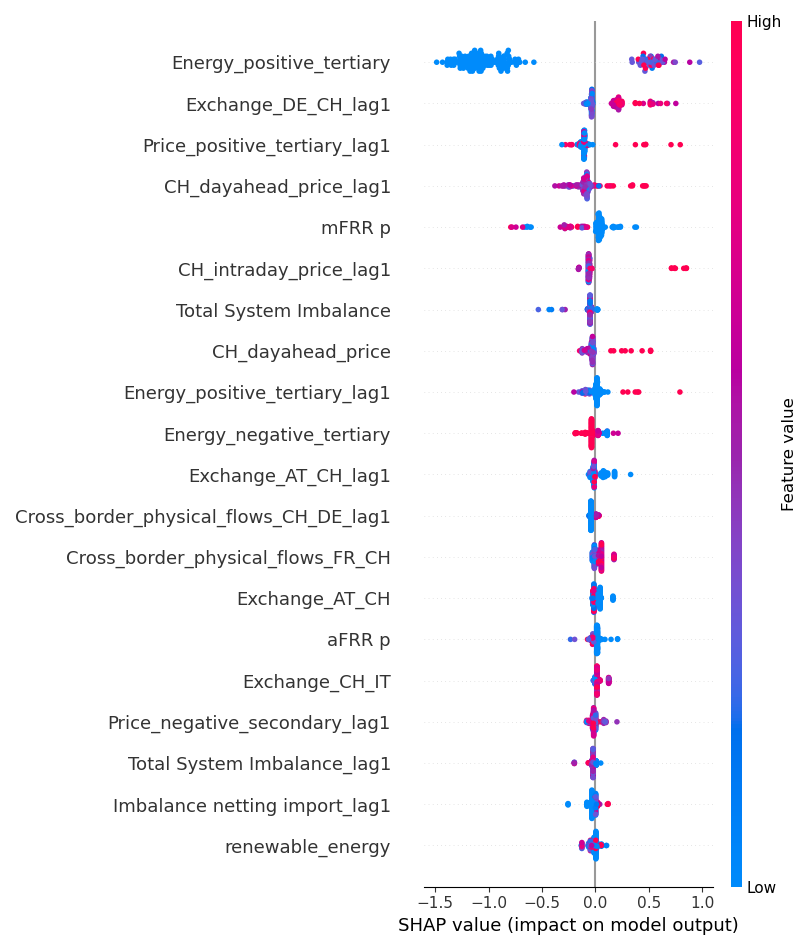 High
Energy_positive_tertiary
Exchange_DE_CH_lag1
Price_positive_tertiary_lag1
CH_dayahead_price_lag1
mFRR p
CH_intraday_price_lag1
Total System Imbalance
CH_dayahead_price
Energy_positive_tertiary_lag1
Energy_negative_tertiary
Exchange_AT_CH_lag1
Cross_border_physical_flows_CH_DE_lag1
Cross_border_physical_flows_FR_CH
Exchange_AT_CH
aFRR p
Exchange_CH_IT
Price_negative_secondary_lag1
Total System Imbalance_lag1
Imbalance netting import_lag1
renewable_energy
Feature value
Low
−1.5 −1.0 −0.5 0.0 0.5 1.0
SHAP value (impact on model output)